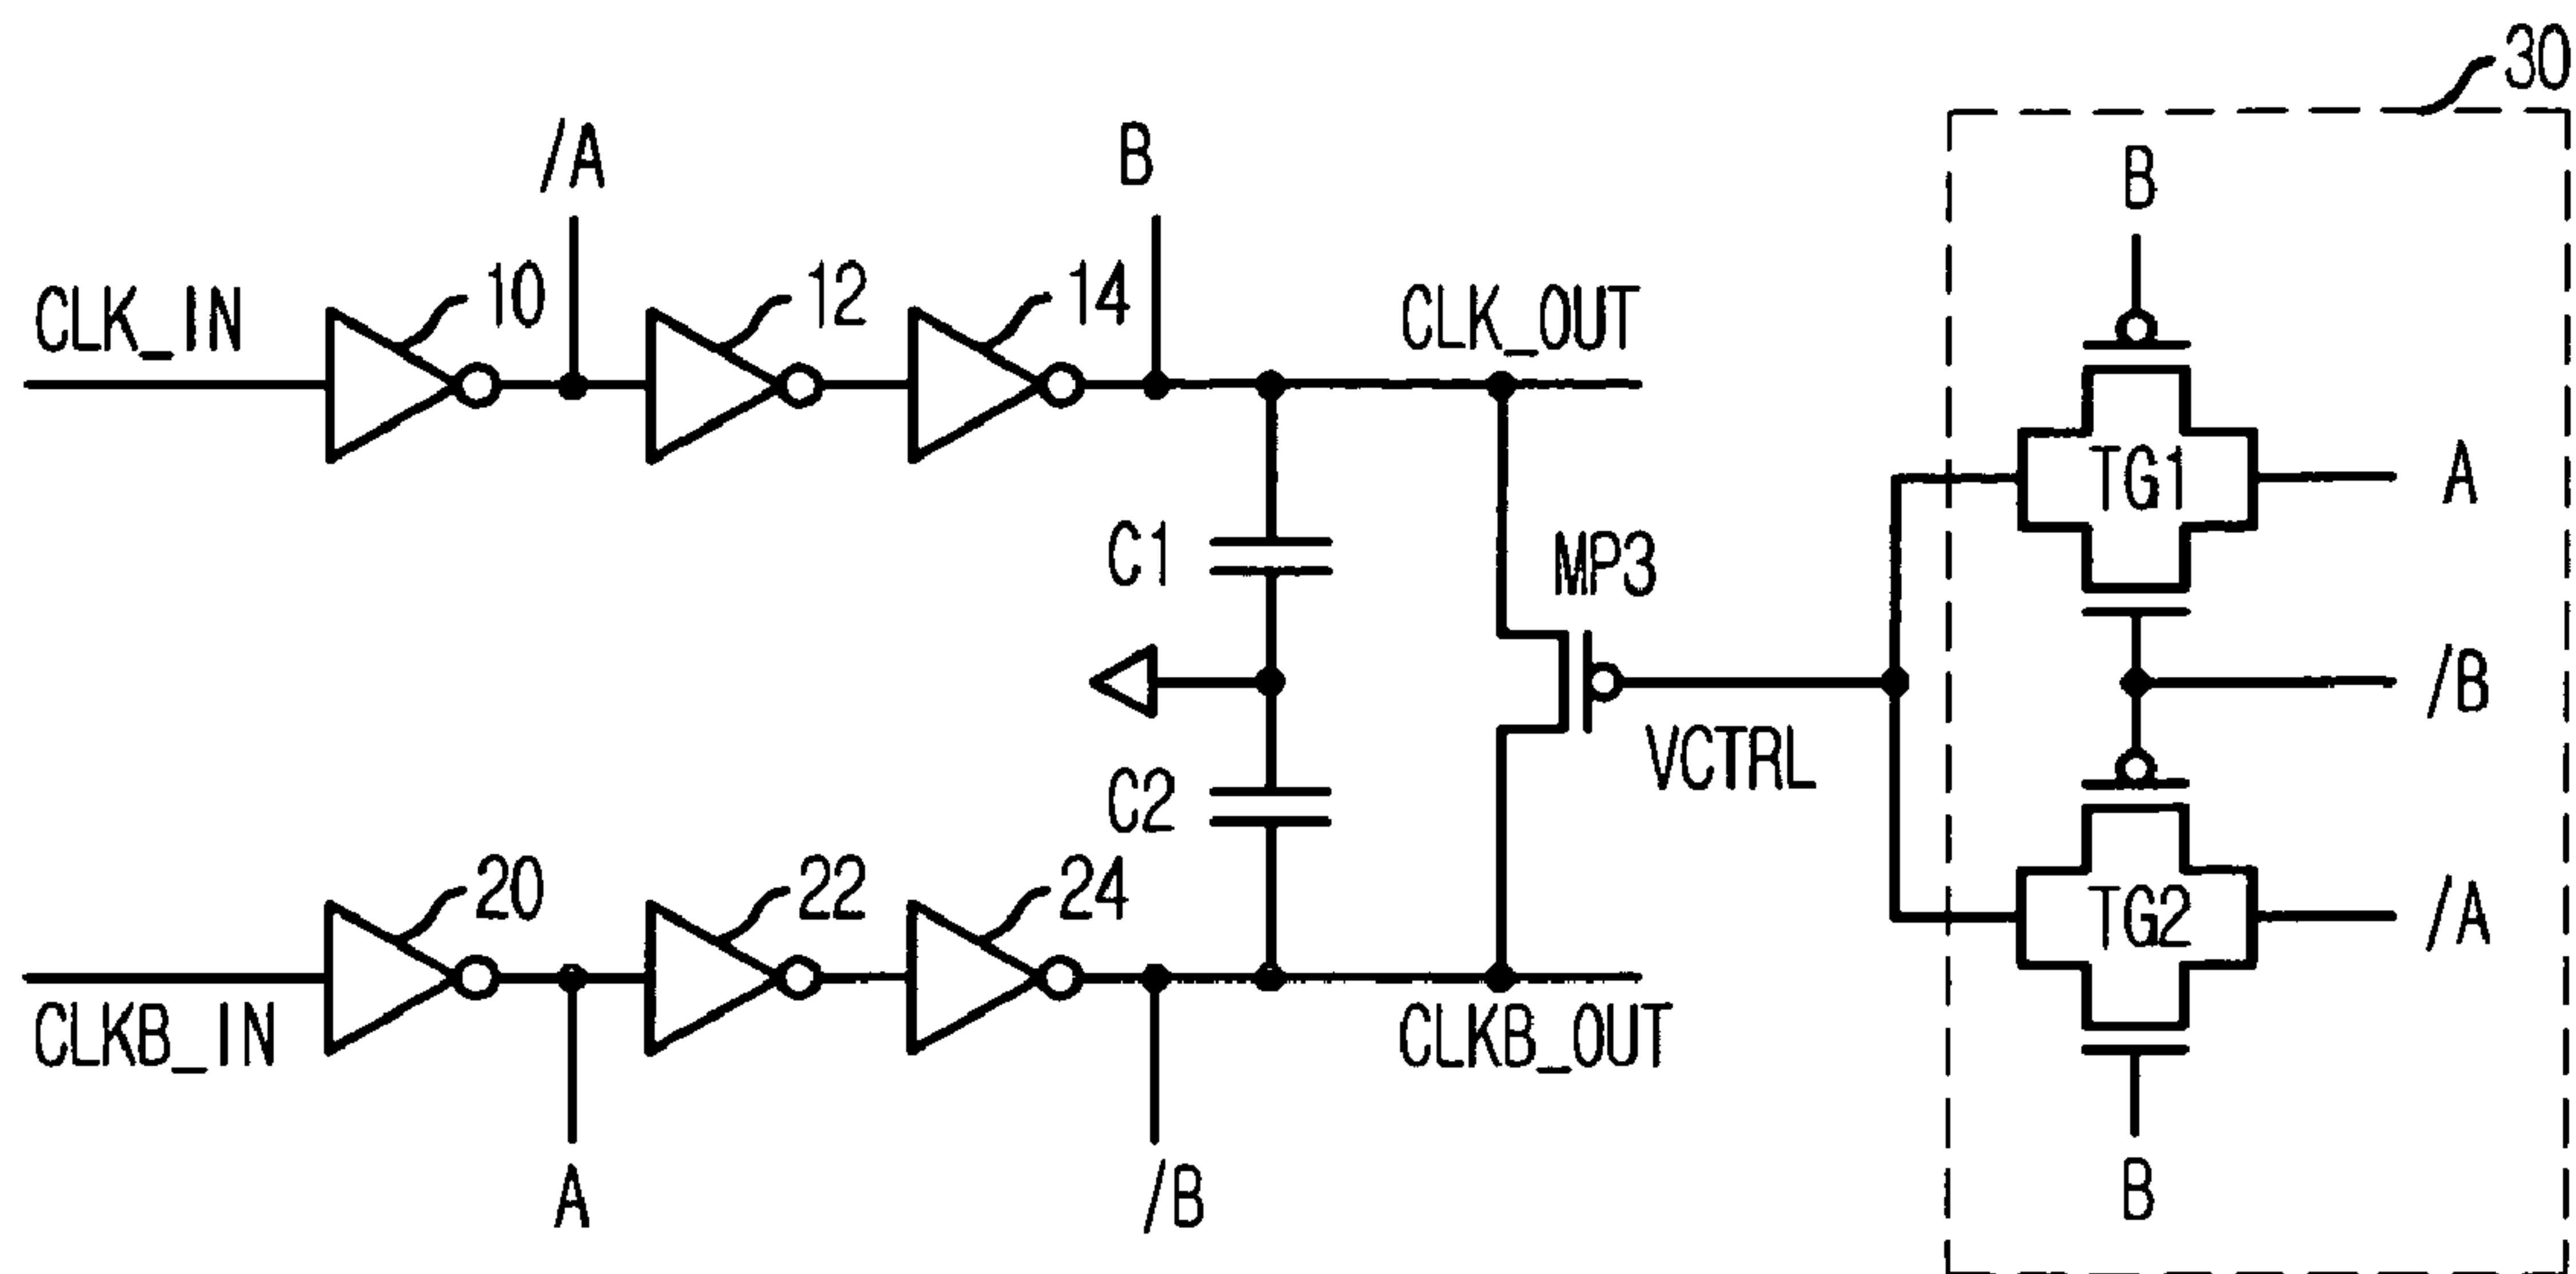 30
/A
B
B
CLK_IN
10
12
14
CLK_OUT
TG1
A
C1
MP3
/B
VCTRL
C2
20
22
24
TG2
/A
CLKB_IN
CLKB_OUT
A
/B
B